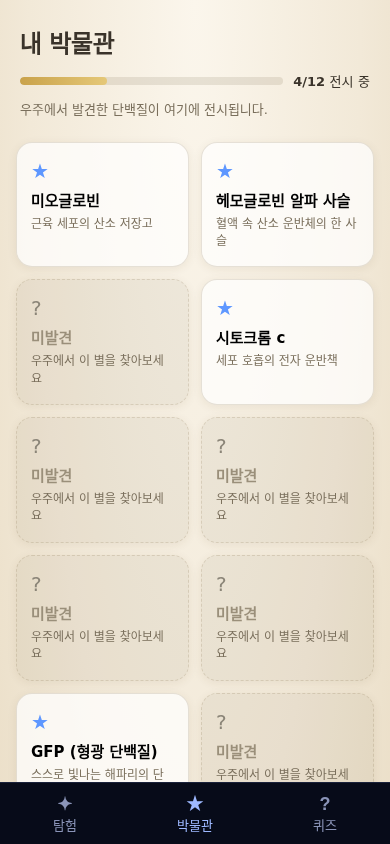 내 박물관
4/12 전시 중
우주에서 발견한 단백질이 여기에 전시됩니다.
★
미오글로빈
근육 세포의 산소 저장고
★
헤모글로빈 알파 사슬
혈액 속 산소 운반체의 한 사
슬
?
미발견
우주에서 이 별을 찾아보세
요
★
시토크롬 c
세포 호흡의 전자 운반책
?
미발견
우주에서 이 별을 찾아보세
요
?
미발견
우주에서 이 별을 찾아보세
요
?
미발견
우주에서 이 별을 찾아보세
요
?
미발견
우주에서 이 별을 찾아보세
요
★
GFP (형광 단백질)
스스로 빛나는 해파리의 단
?
미발견
우주에서 이 별을 찾아보세
탐험
박물관
?
퀴즈